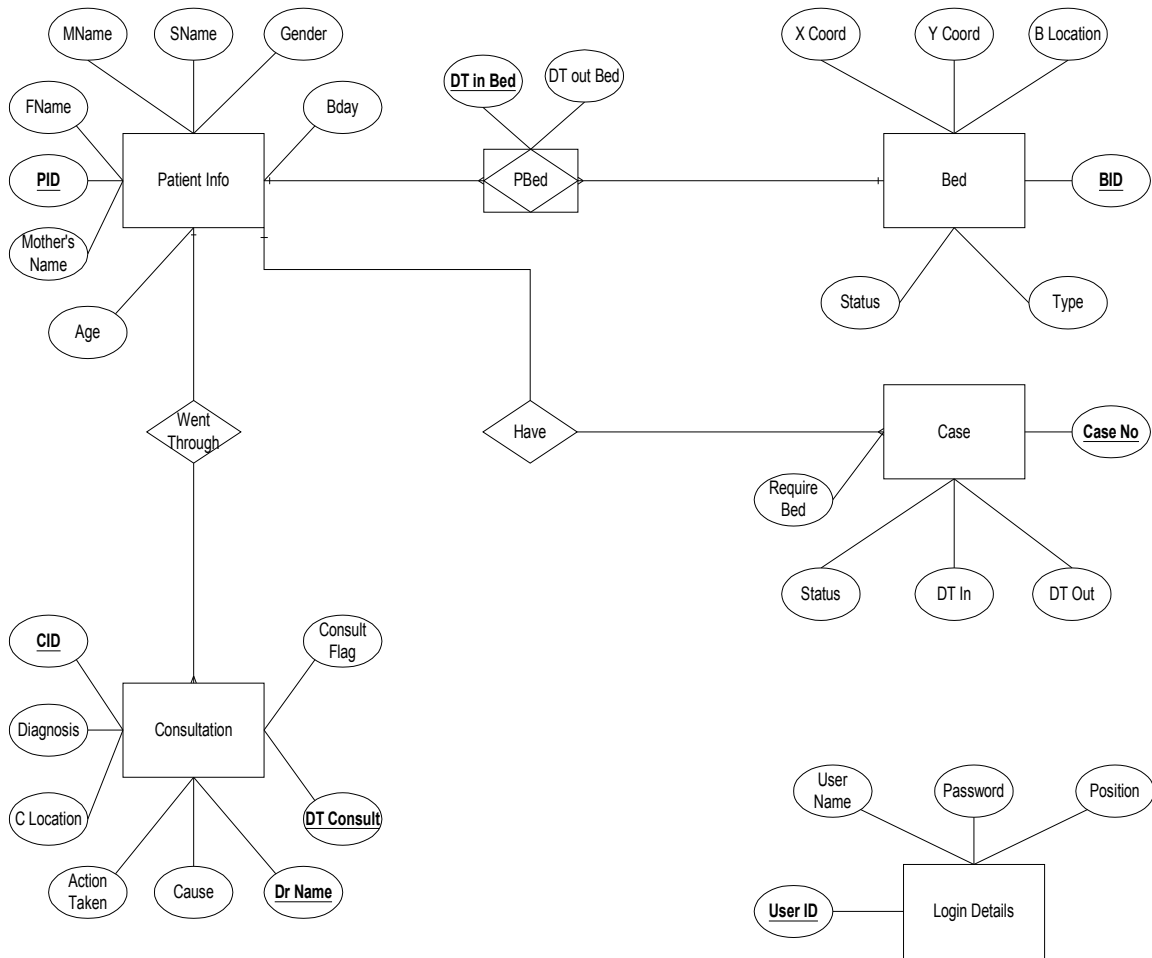 MName
SName
Gender
X Coord
Y Coord
B Location
DT in Bed
DT out Bed
FName
Bday
PID
Patient Info
PBed
Bed
BID
Mother's
Name
Age
Status
Type
Went
Through
Have
Case
Case No
Require
Bed
Status
DT In
DT Out
CID
Consult
Flag
Diagnosis
Consultation
C Location
DT Consult
Action
Taken
Cause
Dr Name
User
Name
Password
Position
User ID
Login Details